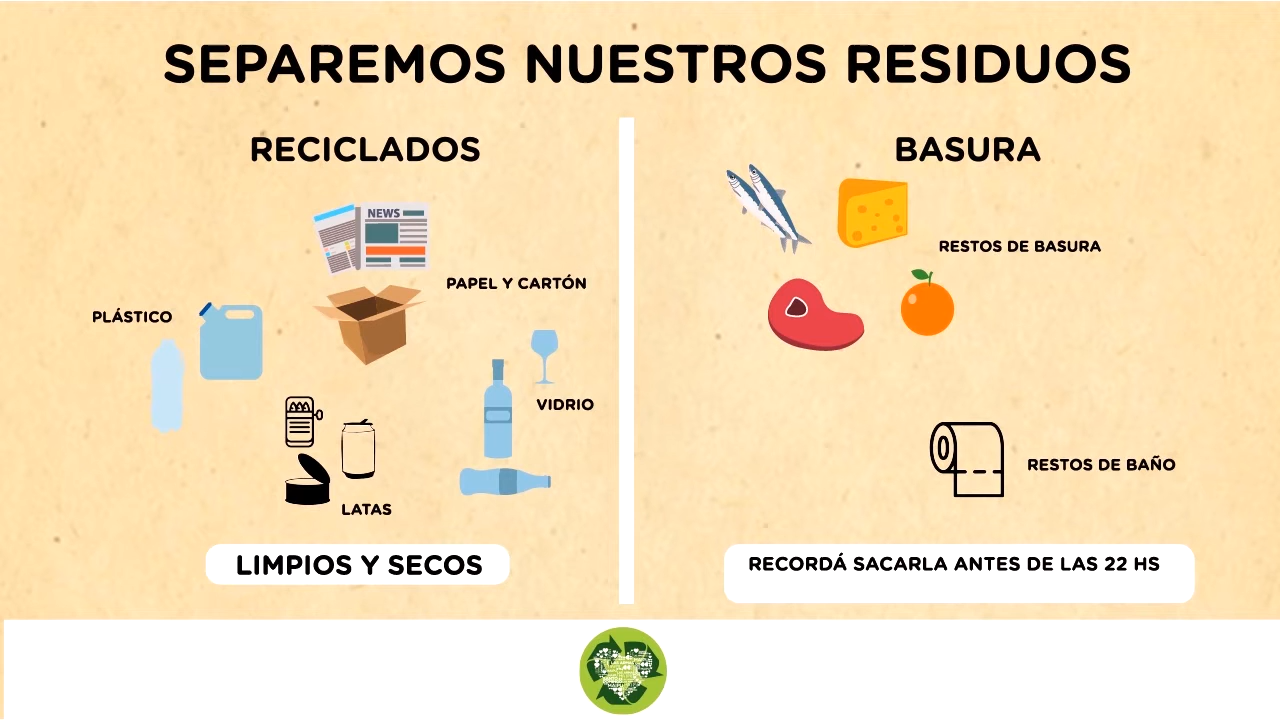 SEPAREMOS NUESTROS RESIDUOS
RECICLADOS
NEWS
PAPEL Y CARTÓN
PLÁSTICO
VIDRIO
LATAS
LIMPIOS Y SECOS
BASURA
RESTOS DE BASURA
RESTOS DE BAÑO
RECORDÁ SACARLA ANTES DE LAS 22 HS